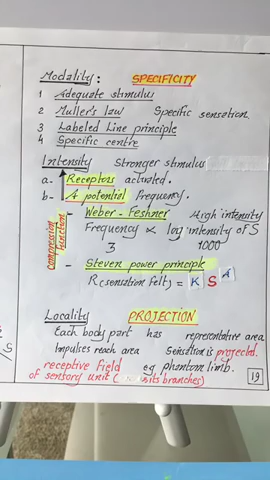 Modality: SPECIFICITY
1 Adequate stimulus
2 Muller's law Specific sensation.
3 Labeled Line principle
4 Specific centre
Intensity Stronger stimulus
a- Receptors actuated.
b- A potential frequency.
- Weber - Feshner High intensity
Frequency ∝ log intensity of S
3 1000
Compression function
- Steven power principle
R (sensation felt) = K S A
Locality PROJECTION
Each body part has representative area
Impulses reach area Sensation is projected.
receptive field eg phantom limb.
of sensory unit ( its branches)
/S
19